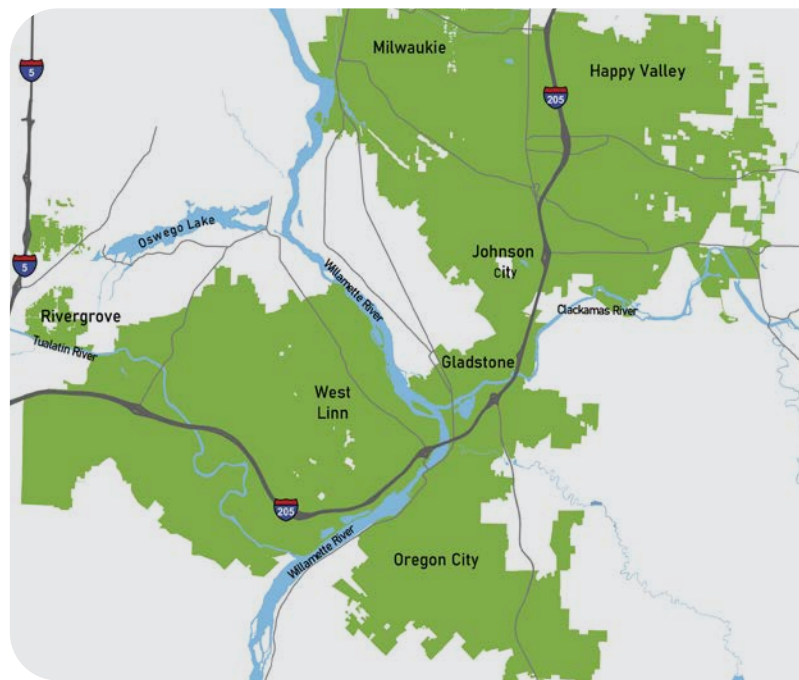 Milwaukie
5
Happy Valley
205
Oswego Lake
Johnson
city
Willamette River
5
Clackamas River
Rivergrove
Tualatin River
Gladstone
West
Linn
205
Willamette River
Oregon City